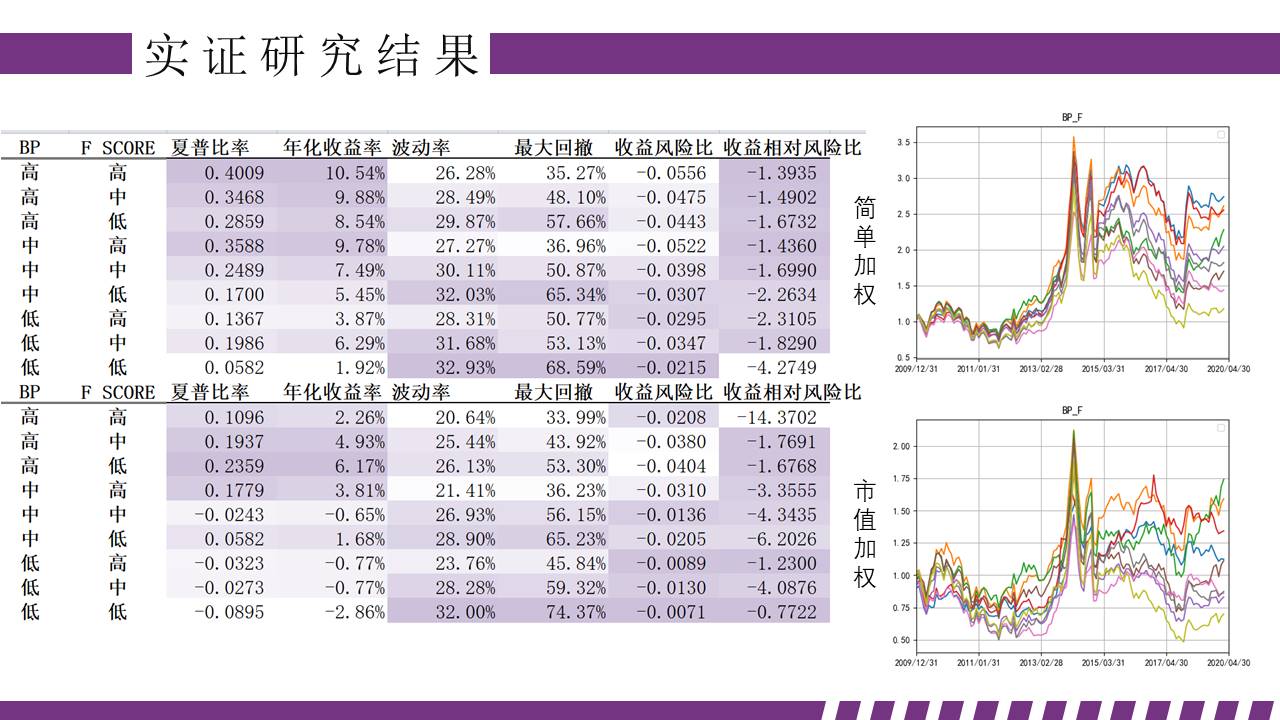 实证研究结果
BP F SCORE 夏普比率 年化收益率 波动率 最大回撤 收益风险比 收益相对风险比
高 高 0.4009 10.54% 26.28% 35.27% -0.0556 -1.3935
高 中 0.3468 9.88% 28.49% 48.10% -0.0475 -1.4902
高 低 0.2859 8.54% 29.87% 57.66% -0.0443 -1.6732
中 高 0.3588 9.78% 27.27% 36.96% -0.0522 -1.4360
中 中 0.2489 7.49% 30.11% 50.87% -0.0398 -1.6990
中 低 0.1700 5.45% 32.03% 65.34% -0.0307 -2.2634
低 高 0.1367 3.87% 28.31% 50.77% -0.0295 -2.3105
低 中 0.1986 6.29% 31.68% 53.13% -0.0347 -1.8290
低 低 0.0582 1.92% 32.93% 68.59% -0.0215 -4.2749
BP F SCORE 夏普比率 年化收益率 波动率 最大回撤 收益风险比 收益相对风险比
高 高 0.1096 2.26% 20.64% 33.99% -0.0208 -14.3702
高 中 0.1937 4.93% 25.44% 43.92% -0.0380 -1.7691
高 低 0.2359 6.17% 26.13% 53.30% -0.0404 -1.6768
中 高 0.1779 3.81% 21.41% 36.23% -0.0310 -3.3555
中 中 -0.0243 -0.65% 26.93% 56.15% -0.0136 -4.3435
中 低 0.0582 1.68% 28.90% 65.23% -0.0205 -6.2026
低 高 -0.0323 -0.77% 23.76% 45.84% -0.0089 -1.2300
低 中 -0.0273 -0.77% 28.28% 59.32% -0.0130 -4.0876
低 低 -0.0895 -2.86% 32.00% 74.37% -0.0071 -0.7722
简单加权
BP_F
3.5
3.0
2.5
2.0
1.5
1.0
0.5
2009/12/31 2011/01/31 2013/02/28 2015/03/31 2017/04/30 2020/04/30
市值加权
BP_F
2.00
1.75
1.50
1.25
1.00
0.75
0.50
2009/12/31 2011/01/31 2013/02/28 2015/03/31 2017/04/30 2020/04/30